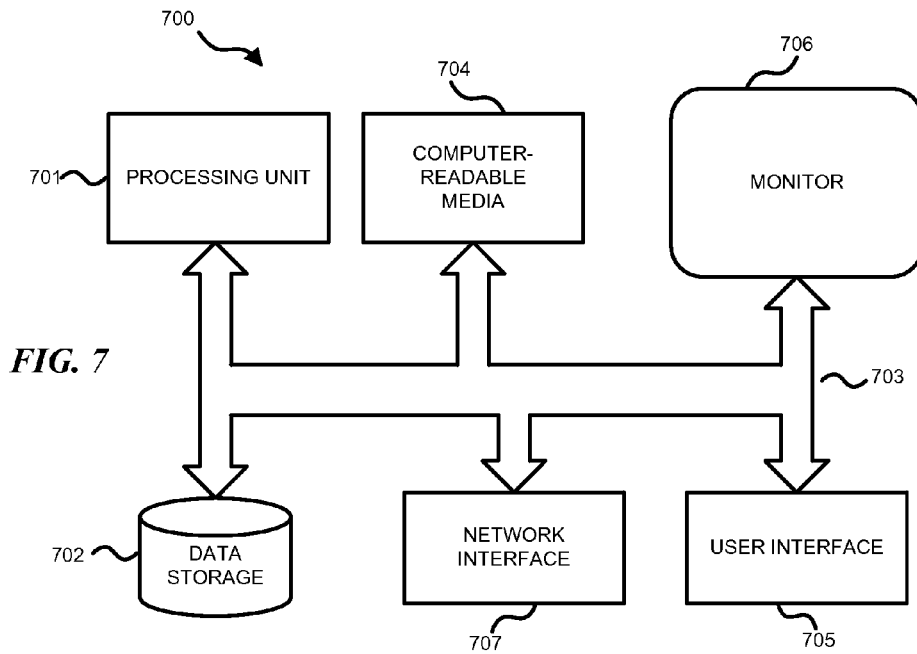 700
704
706
701
PROCESSING UNIT
COMPUTER-
READABLE
MEDIA
MONITOR
FIG. 7
703
702
DATA
STORAGE
NETWORK
INTERFACE
USER INTERFACE
707
705